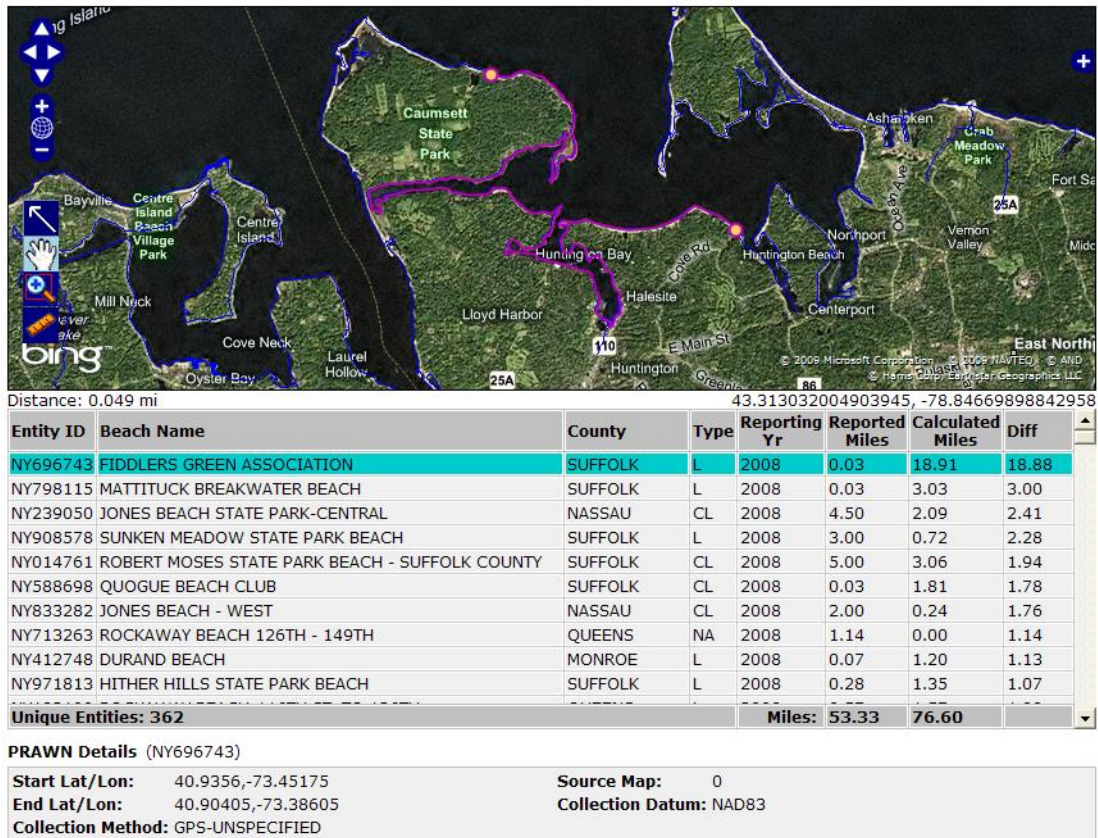 Caumsett
State
Park
Asharoken
Crab
Meadow
Park
Fort Sa
25A
Bayville
Centre
Island
Beach
Village
Park
Centre
Island
Ocean Ave
Northport
Vernon
Valley
Midd
Huntington Bay
Cove Rd
Huntington Beach
Mill Neck
Halesite
Lloyd Harbor
Centerport
Cove Neck
Laurel
Hollow
110
E Main St
East North
bing
Oyster Bay
25A
Huntington
86
© 2009 Microsoft Corporation © 2009 NAVTEQ © AND
© Harris Corp, Earthstar Geographics LLC
Distance: 0.049 mi 43.313032004903945, -78.84669898842958
Entity ID Beach Name County Type Reporting Yr Reported Miles Calculated Miles Diff
NY696743 FIDDLERS GREEN ASSOCIATION SUFFOLK L 2008 0.03 18.91 18.88
NY798115 MATTITUCK BREAKWATER BEACH SUFFOLK L 2008 0.03 3.03 3.00
NY239050 JONES BEACH STATE PARK-CENTRAL NASSAU CL 2008 4.50 2.09 2.41
NY908578 SUNKEN MEADOW STATE PARK BEACH SUFFOLK L 2008 3.00 0.72 2.28
NY014761 ROBERT MOSES STATE PARK BEACH - SUFFOLK COUNTY SUFFOLK CL 2008 5.00 3.06 1.94
NY588698 QUOGUE BEACH CLUB SUFFOLK CL 2008 0.03 1.81 1.78
NY833282 JONES BEACH - WEST NASSAU CL 2008 2.00 0.24 1.76
NY713263 ROCKAWAY BEACH 126TH - 149TH QUEENS NA 2008 1.14 0.00 1.14
NY412748 DURAND BEACH MONROE L 2008 0.07 1.20 1.13
NY971813 HITHER HILLS STATE PARK BEACH SUFFOLK L 2008 0.28 1.35 1.07
Unique Entities: 362 Miles: 53.33 76.60
PRAWN Details (NY696743)
Start Lat/Lon: 40.9356,-73.45175 Source Map: 0
End Lat/Lon: 40.90405,-73.38605 Collection Datum: NAD83
Collection Method: GPS-UNSPECIFIED